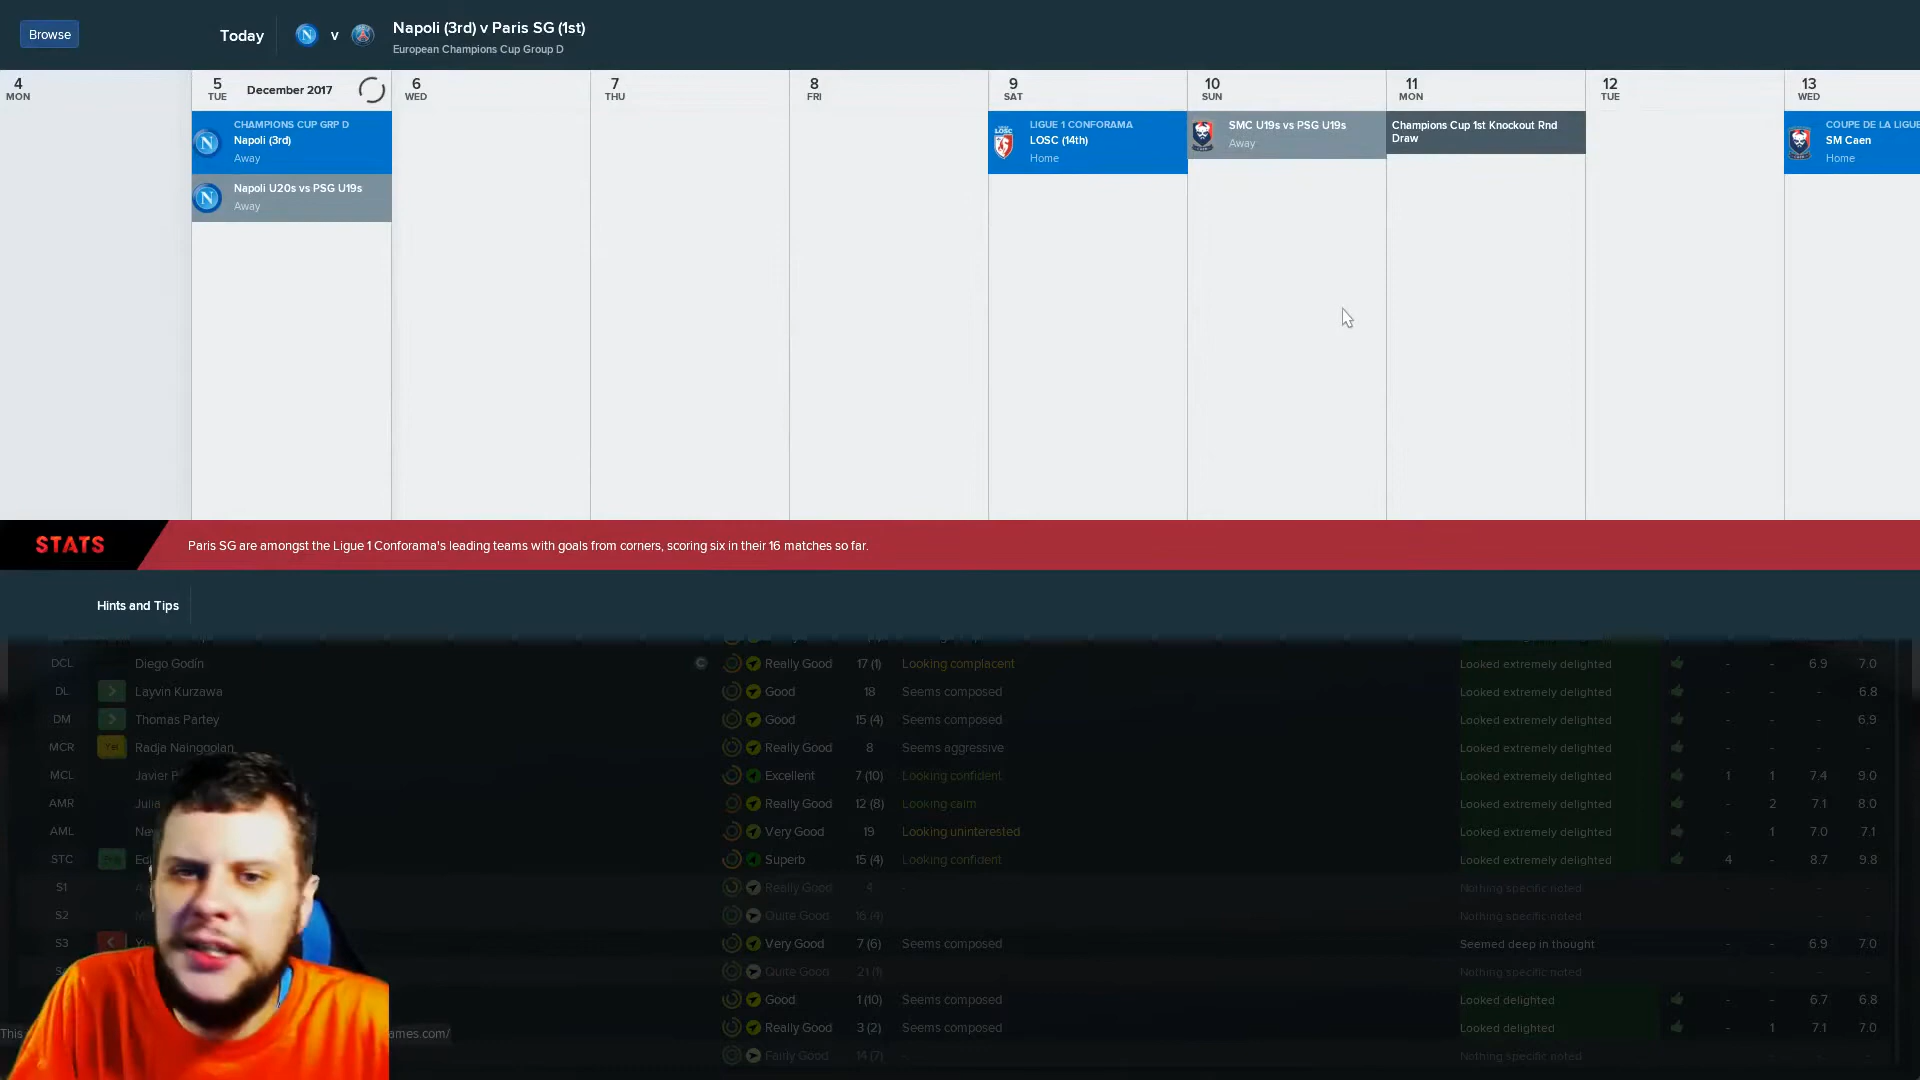 Browse
Today
v
Napoli (3rd) v Paris SG (1st)
European Champions Cup Group D
4 MON
5 TUE December 2017
6 WED
7 THU
8 FRI
9 SAT
10 SUN
11 MON
12 TUE
13 WED
CHAMPIONS CUP GRP D
Napoli (3rd)
Away
Napoli U20s vs PSG U19s
Away
LIGUE 1 CONFORAMA
LOSC (14th)
Home
SMC U19s vs PSG U19s
Away
Champions Cup 1st Knockout Rnd
Draw
COUPE DE LA LIGUE
SM Caen
Home
STATS
Paris SG are amongst the Ligue 1 Conforama's leading teams with goals from corners, scoring six in their 16 matches so far.
Hints and Tips
DCL Diego Godín C Really Good 17 (1) Looking complacent Looked extremely delighted - - 6.9 7.0
DL Layvin Kurzawa Good 18 Seems composed Looked extremely delighted - - - 6.8
DM Thomas Partey Good 15 (4) Seems composed Looked extremely delighted - - - 6.9
MCR Yel Radja Nainggolan Really Good 8 Seems aggressive Looked extremely delighted - - - -
MCL Javier Excellent 7 (10) Looking confident Looked extremely delighted 1 1 7.4 9.0
AMR Really Good 12 (8) Looking calm Looked extremely delighted - 2 7.1 8.0
AML Very Good 19 Looking uninterested Looked extremely delighted - 1 7.0 7.1
STC Superb 15 (4) Looking confident Looked extremely delighted 4 - 8.7 9.8
S1 Really Good 4 - Nothing specific noted - -
S2 Quite Good 16 (4) Nothing specific noted - -
S3 Very Good 7 (6) Seems composed Seemed deep in thought - - 6.9 7.0
Quite Good 21 (1) Nothing specific noted - -
Good 1 (10) Seems composed Looked delighted - - 6.7 6.8
This ames.com/ Really Good 3 (2) Seems composed Looked delighted - 1 7.1 7.0
Fairly Good 14 (7) - Nothing specific noted - -